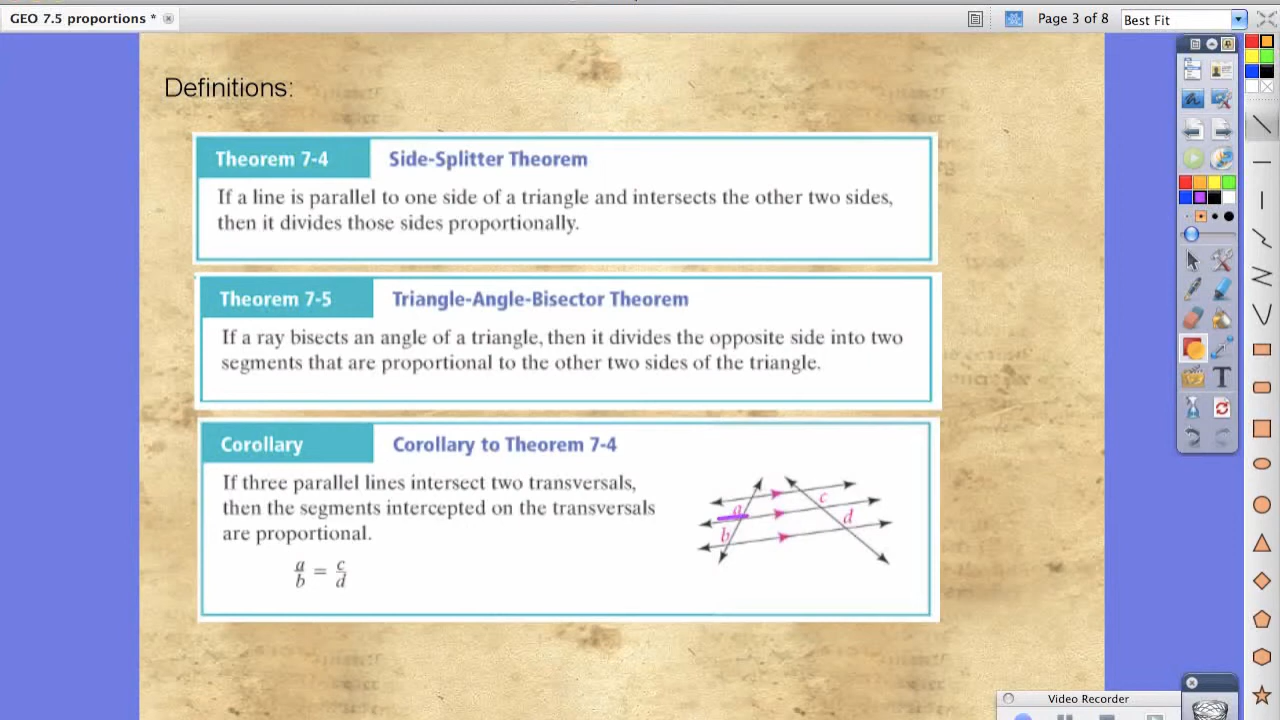 GEO 7.5 proportions *
Page 3 of 8
Best Fit
Definitions:
Theorem 7-4 Side-Splitter Theorem
If a line is parallel to one side of a triangle and intersects the other two sides,
then it divides those sides proportionally.
Theorem 7-5 Triangle-Angle-Bisector Theorem
If a ray bisects an angle of a triangle, then it divides the opposite side into two
segments that are proportional to the other two sides of the triangle.
Corollary Corollary to Theorem 7-4
If three parallel lines intersect two transversals,
then the segments intercepted on the transversals
are proportional.
a/b = c/d
a
c
b
d
Video Recorder